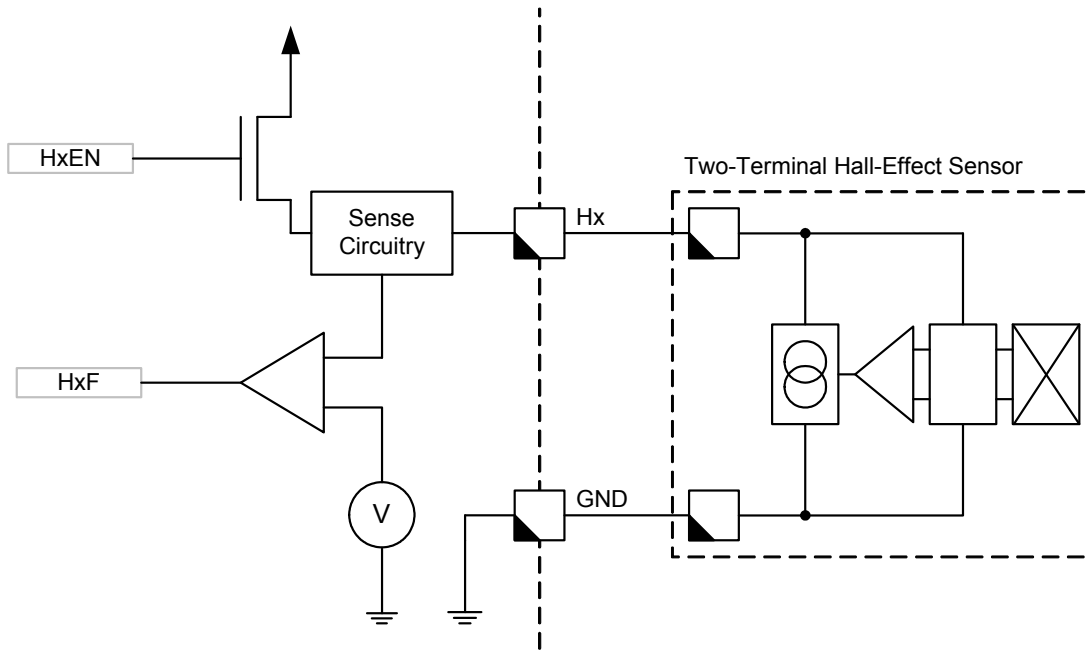 HxEN
Two-Terminal Hall-Effect Sensor
Sense
Circuitry
Hx
HxF
GND
V